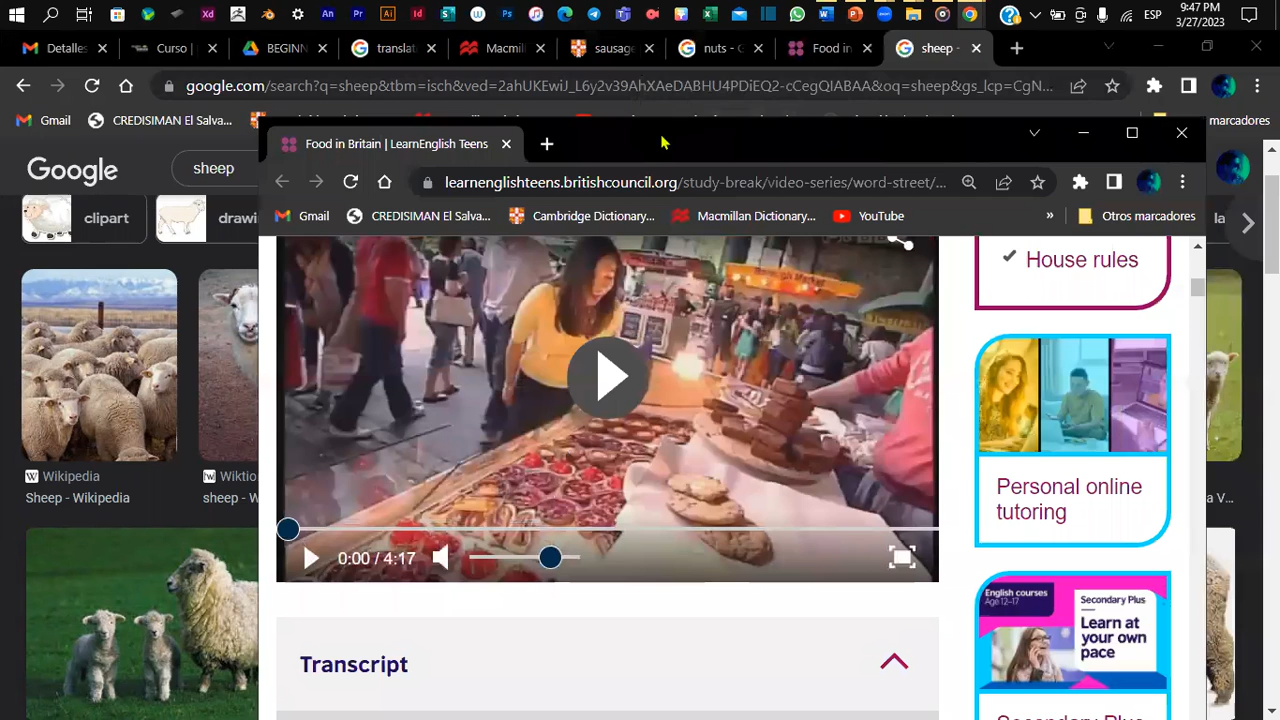 9:47 PM
ESP
3/27/2023
Detalles
Curso |
BEGINN
translat
Macmil
sausage
nuts - G
Food in
sheep -
google.com/search?q=sheep&tbm=isch&ved=2ahUKEwiJ_L6y2v39AhXAeDABHU4PDiEQ2-cCegQIABAA&oq=sheep&gs_lcp=CgN...
Gmail
CREDISIMAN El Salva...
marcadores
Google
sheep
clipart
drawi
la
Wikipedia
Sheep - Wikipedia
Wiktio
sheep - W
a V...
Food in Britain | LearnEnglish Teens
learnenglishteens.britishcouncil.org/study-break/video-series/word-street/...
Gmail
CREDISIMAN El Salva...
Cambridge Dictionary...
Macmillan Dictionary...
YouTube
»
Otros marcadores
House rules
0:00 / 4:17
Personal online
tutoring
English courses
Age 12-17
Secondary Plus
Learn at
your own
pace
Transcript